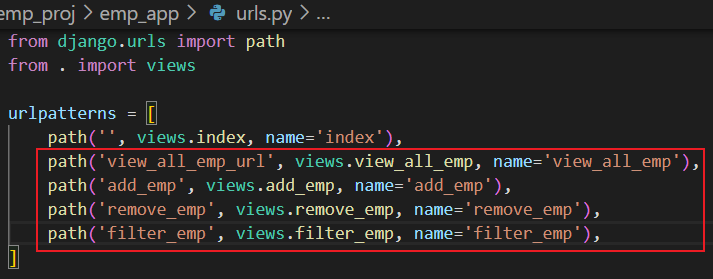 emp_proj > emp_app > urls.py > ...
from django.urls import path
from . import views
urlpatterns = [
path('', views.index, name='index'),
path('view_all_emp_url', views.view_all_emp, name='view_all_emp'),
path('add_emp', views.add_emp, name='add_emp'),
path('remove_emp', views.remove_emp, name='remove_emp'),
path('filter_emp', views.filter_emp, name='filter_emp'),
]